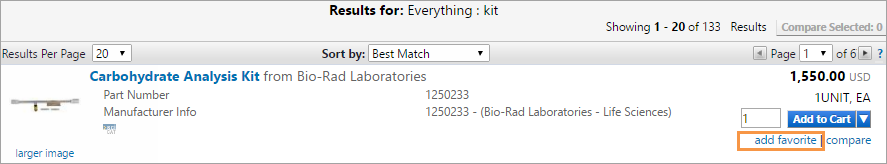 Results for: Everything : kit
Showing 1 - 20 of 133 Results Compare Selected: 0
Results Per Page 20 Sort by: Best Match Page 1 of 6 ?
Carbohydrate Analysis Kit from Bio-Rad Laboratories 1,550.00 USD
Part Number 1250233 1UNIT, EA
Manufacturer Info 1250233 - (Bio-Rad Laboratories - Life Sciences) 1 Add to Cart
add favorite | compare
larger image